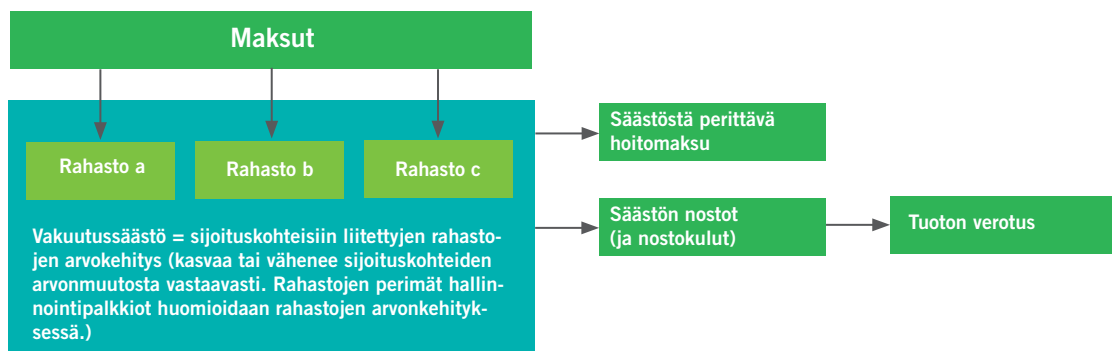 Maksut
Rahasto a
Rahasto b
Rahasto c
Vakuutussäästö = sijoituskohteisiin liitettyjen rahasto-
jen arvokehitys (kasvaa tai vähenee sijoituskohteiden
arvonmuutosta vastaavasti. Rahastojen perimät hallin-
nnointipalkkiot huomioidaan rahastojen arvonkehityk-
sessä.)
Säästöstä perittävä
hoitomaksu
Säästön nostot
(ja nostokulut)
Tuoton verotus